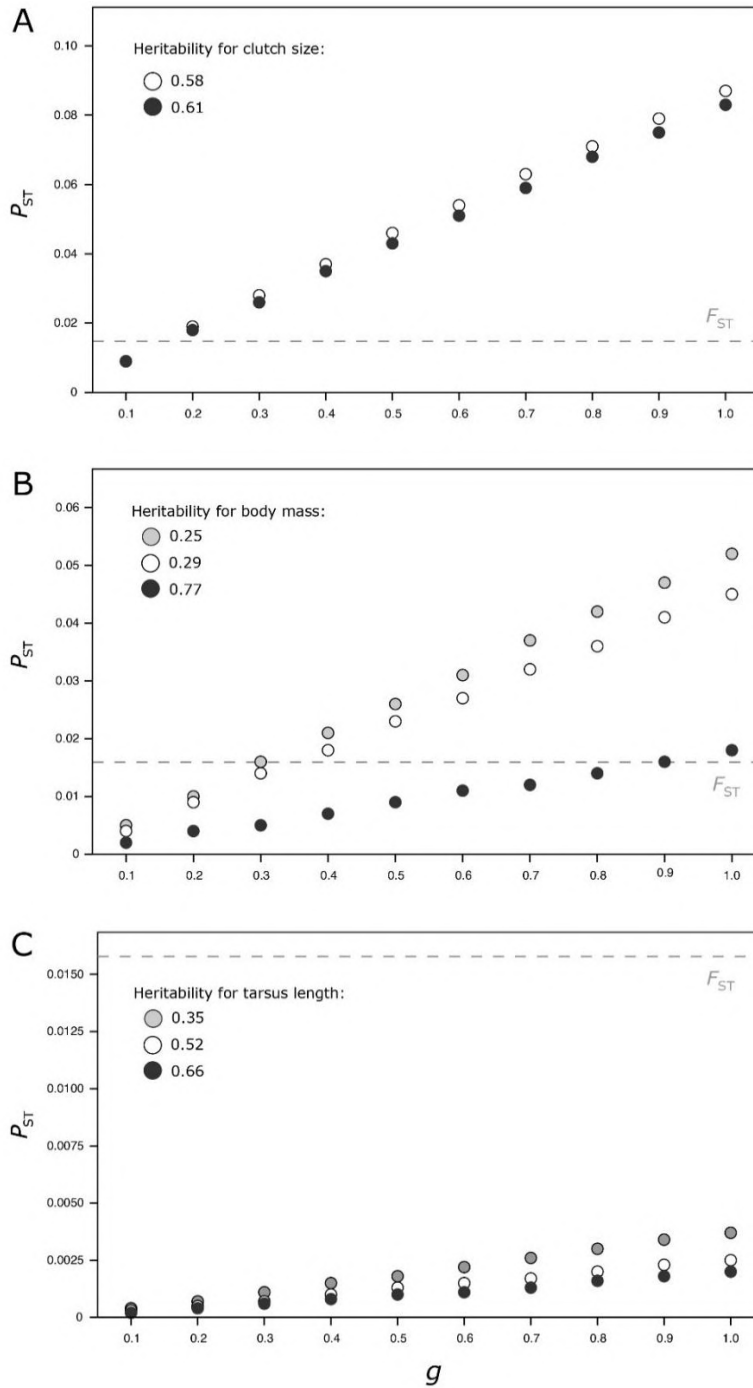 A
Heritability for clutch size:
0.58
0.61
0.10
0.08
0.06
0.04
0.02
0
PST
FST
0.1 0.2 0.3 0.4 0.5 0.6 0.7 0.8 0.9 1.0
B
Heritability for body mass:
0.25
0.29
0.77
0.06
0.05
0.04
0.03
0.02
0.01
0
PST
FST
0.1 0.2 0.3 0.4 0.5 0.6 0.7 0.8 0.9 1.0
C
FST
Heritability for tarsus length:
0.35
0.52
0.66
0.0150
0.0125
0.0100
0.0075
0.0050
0.0025
0
PST
0.1 0.2 0.3 0.4 0.5 0.6 0.7 0.8 0.9 1.0
g